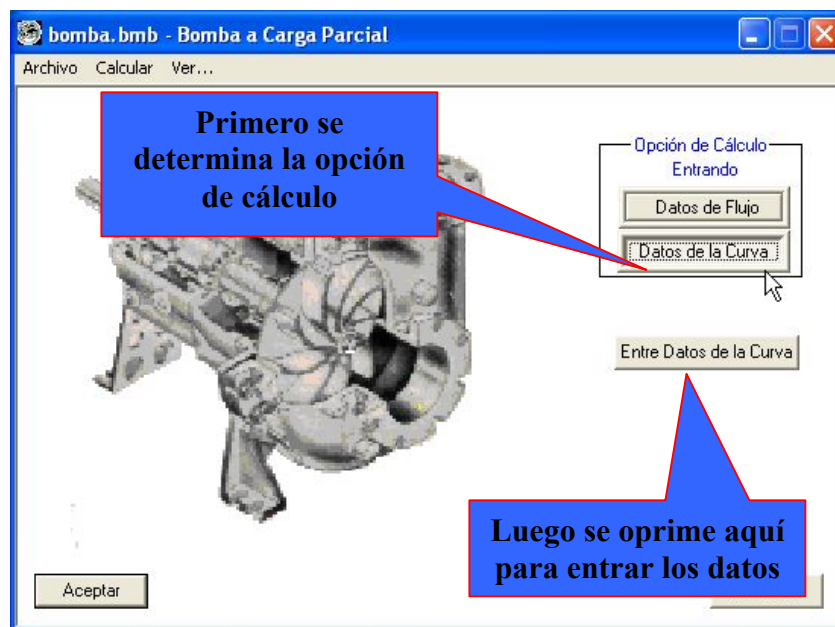 bomba.bmb - Bomba a Carga Parcial
Archivo Calcular Ver...
Primero se
determina la opción
de cálculo
Opción de Cálculo
Entrando
Datos de Flujo
Datos de la Curva
Entre Datos de la Curva
Luego se oprime aquí
para entrar los datos
Aceptar